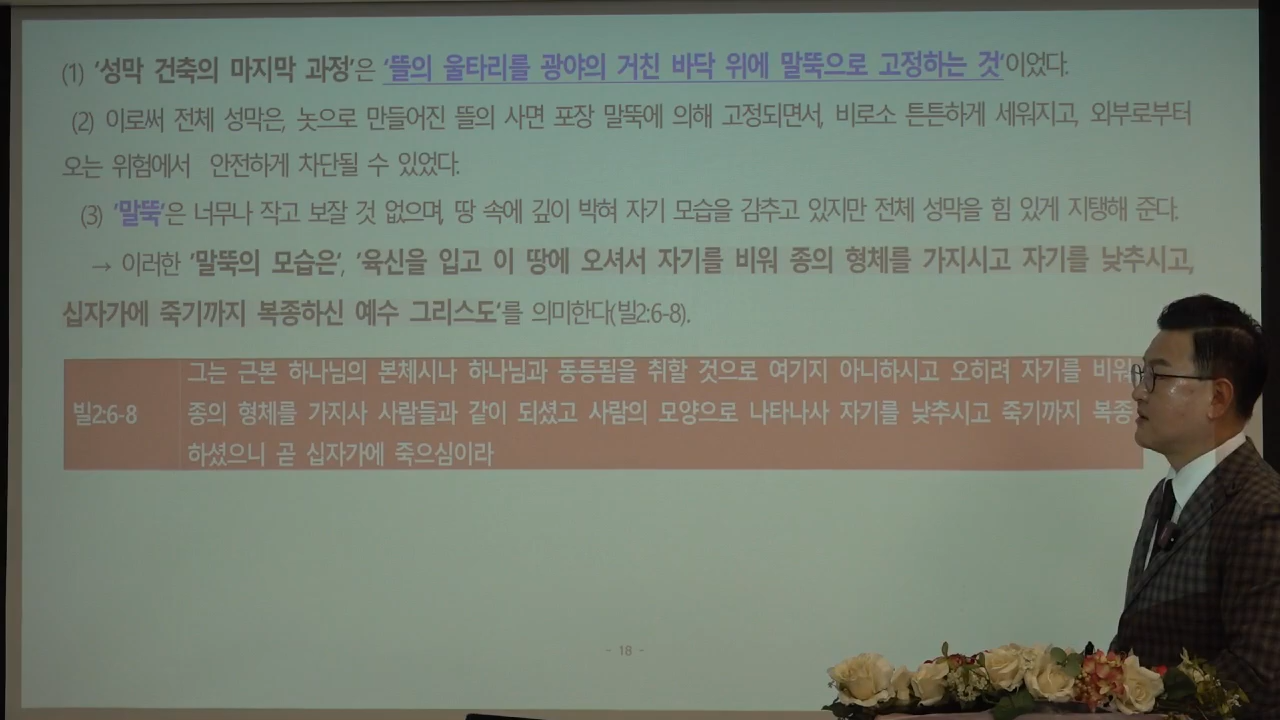 (1) '성막 건축의 마지막 과정'은 '뜰의 울타리를 광야의 거친 바닥 위에 말뚝으로 고정하는 것'이었다.
(2) 이로써 전체 성막은, 놋으로 만들어진 뜰의 사면 포장 말뚝에 의해 고정되면서, 비로소 튼튼하게 세워지고, 외부로부터
오는 위험에서 안전하게 차단될 수 있었다.
(3) '말뚝'은 너무나 작고 보잘 것 없으며, 땅 속에 깊이 박혀 자기 모습을 감추고 있지만 전체 성막을 힘 있게 지탱해 준다.
→ 이러한 '말뚝의 모습은', '육신을 입고 이 땅에 오셔서 자기를 비워 종의 형체를 가지시고 자기를 낮추시고,
십자가에 죽기까지 복종하신 예수 그리스도'를 의미한다(빌2:6-8).
그는 근본 하나님의 본체시나 하나님과 동등됨을 취할 것으로 여기지 아니하시고 오히려 자기를 비워
빌2:6-8 종의 형체를 가지사 사람들과 같이 되셨고 사람의 모양으로 나타나사 자기를 낮추시고 죽기까지 복종
하셨으니 곧 십자가에 죽으심이라
- 18 -